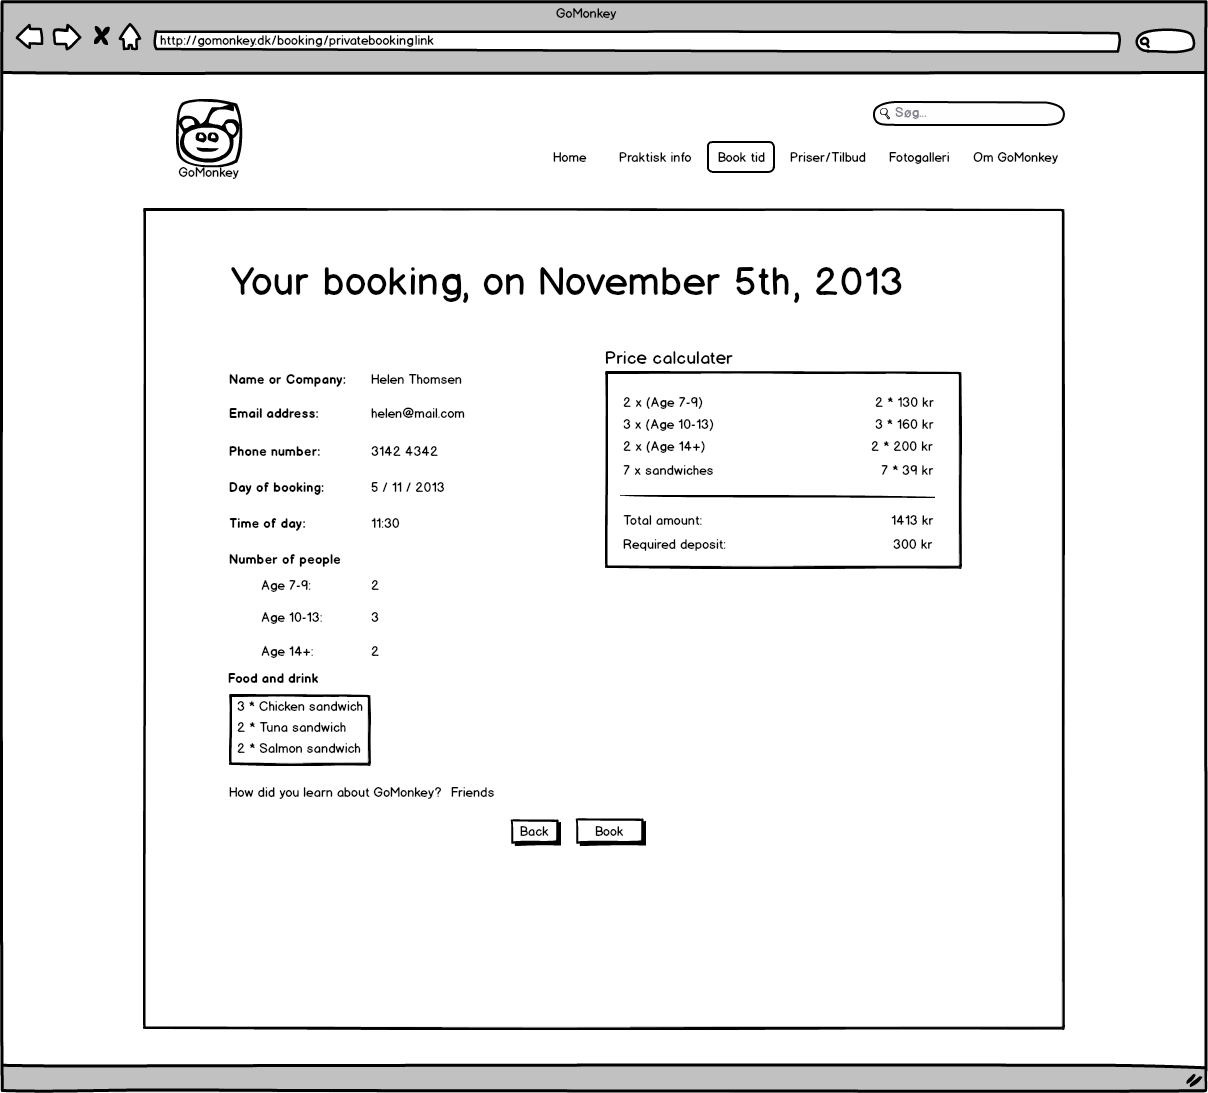 GoMonkey
http://gomonkey.dk/booking/privatebookinglink
Søg...
GoMonkey
Home Praktisk info Book tid Priser/Tilbud Fotogalleri Om GoMonkey
Your booking, on November 5th, 2013
Name or Company: Helen Thomsen
Email address: helen@mail.com
Phone number: 3142 4342
Day of booking: 5 / 11 / 2013
Time of day: 11:30
Number of people
Age 7-9: 2
Age 10-13: 3
Age 14+: 2
Food and drink
3 * Chicken sandwich
2 * Tuna sandwich
2 * Salmon sandwich
How did you learn about GoMonkey? Friends
Price calculater
2 x (Age 7-9) 2 * 130 kr
3 x (Age 10-13) 3 * 160 kr
2 x (Age 14+) 2 * 200 kr
7 x sandwiches 7 * 39 kr
Total amount: 1413 kr
Required deposit: 300 kr
Back Book